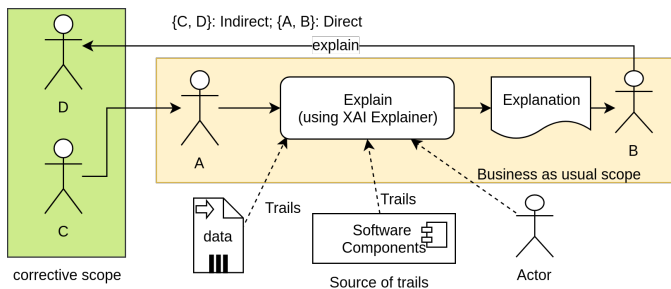 {C, D}: Indirect; {A, B}: Direct
explain
D
Explain
(using XAI Explainer)
Explanation
A
B
C
Business as usual scope
Trails
Trails
data
Software
Components
corrective scope
Source of trails
Actor